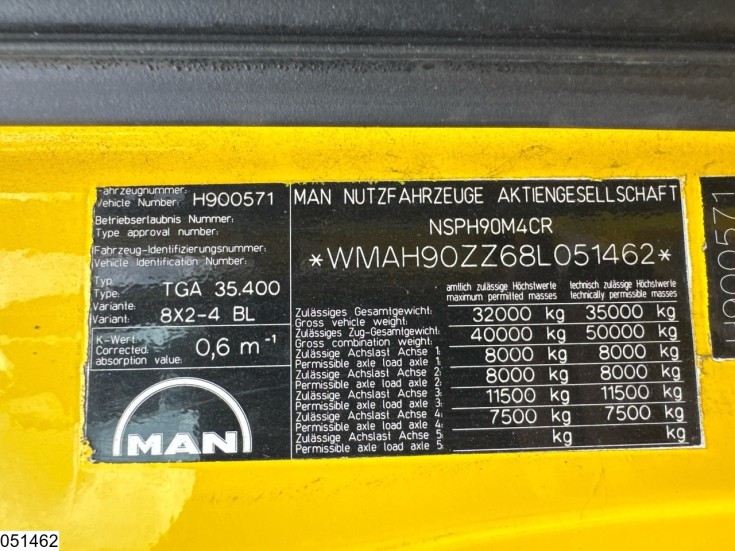 Fahrzeugnummer:
Vehicle Number: H900571
Betriebserlaubnis Nummer:
Type approval number:
Fahrzeug-Identifizierungsnummer:
Vehicle Identification Number:
Typ
Type: TGA 35.400
Variante:
Variant: 8X2-4 BL
K-Wert
Corrected absorption value: 0,6 m⁻¹
MAN
MAN NUTZFAHRZEUGE AKTIENGESELLSCHAFT
NSPH90M4CR
*WMAH90ZZ68L051462*
amtlich zulässige Höchstwerte technisch zulässige Höchstwerte
maximum permitted masses technically permissible masses
Zulässiges Gesamtgewicht:
Gross vehicle weight: 32000 kg 35000 kg
Zulässiges Zug-Gesamtgewicht:
Gross combination weight: 40000 kg 50000 kg
Zulässige Achslast Achse 1:
Permissible axle load axle 1: 8000 kg 8000 kg
Zulässige Achslast Achse 2:
Permissible axle load axle 2: 8000 kg 8000 kg
Zulässige Achslast Achse 3:
Permissible axle load axle 3: 11500 kg 11500 kg
Zulässige Achslast Achse 4:
Permissible axle load axle 4: 7500 kg 7500 kg
Zulässige Achslast Achse 5:
Permissible axle load axle 5: kg kg
H900571
051462